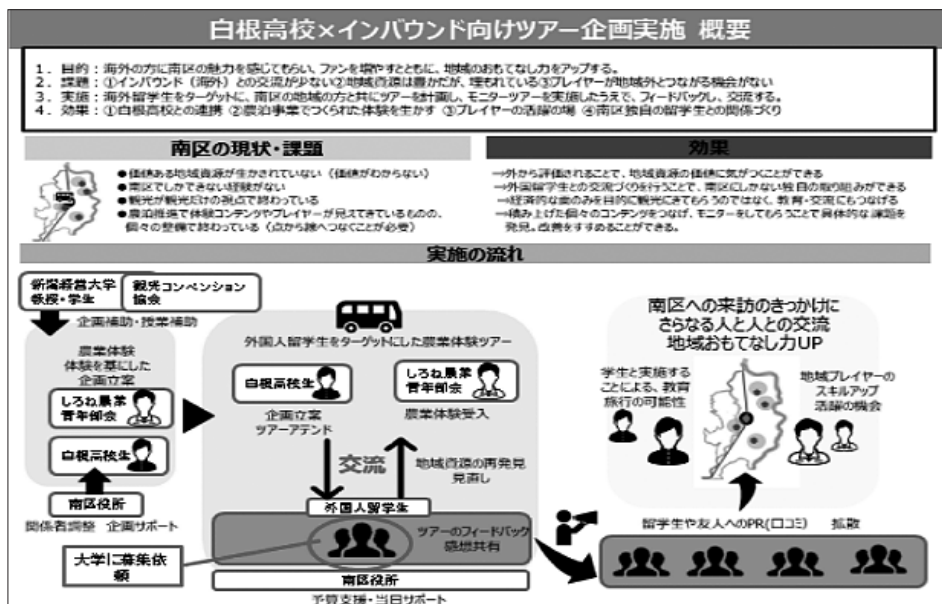 白根高校×インバウンド向けツアー企画実施 概要
1. 目的:海外の方に南区の魅力を感じてもらい、ファンを増やすとともに、地域のおもてなし力をアップする。
2. 課題:①インバウンド(海外)との交流が少ない②地域資源は豊かだが、埋もれている③プレイヤーが地域外とつながる機会がない
3. 実施:海外留学生をターゲットに、南区の地域の方と共にツアーを計画し、モニターツアーを実施したうえで、フィードバックし、交流する。
4. 効果:①白根高校との連携 ②農泊事業でつくられた体験を生かす ③プレイヤーの活躍の場 ④南区独自の留学生との関係づくり
南区の現状・課題
●価値ある地域資源が生かされていない(価値がわからない)
●南区でしかできない経験がない
●観光が観光だけの視点で終わっている
●農泊推進で体験コンテンツやプレイヤーが見えてきているものの、
個々の整備で終わっている(点から線へつなぐことが必要)
効果
→外から評価されることで、地域資源の価値に気がつくことができる
→外国留学生との交流づくりを行うことで、南区にしかない独自の取り組みができる
→経済的な面のみを目的に観光にきてもらうのではなく、教育・交流にもつなげる
→積み上げた個々のコンテンツをつなげ、モニターをしてもらうことで具体的な課題を
発見。改善をすすめることができる。
実施の流れ
新潟経営大学
教授・学生
観光コンベンション
協会
企画補助・授業補助
農業体験
体験を基にした
企画立案
しろね農業
青年部会
白根高校生
南区役所
関係者調整 企画サポート
大学に募集依
頼
外国人留学生をターゲットにした農業体験ツアー
白根高校生
企画立案
ツアーアテンド
しろね農業
青年部会
農業体験受入
交流
地域資源の再発見
見直し
外国人留学生
ツアーのフィードバック
感想共有
南区役所
予算支援・当日サポート
南区への来訪のきっかけに
さらなる人と人との交流
地域おもてなし力UP
学生と実施する
ことによる、教育
旅行の可能性
地域プレイヤーの
スキルアップ
活躍の機会
留学生や友人へのPR(口コミ) 拡散